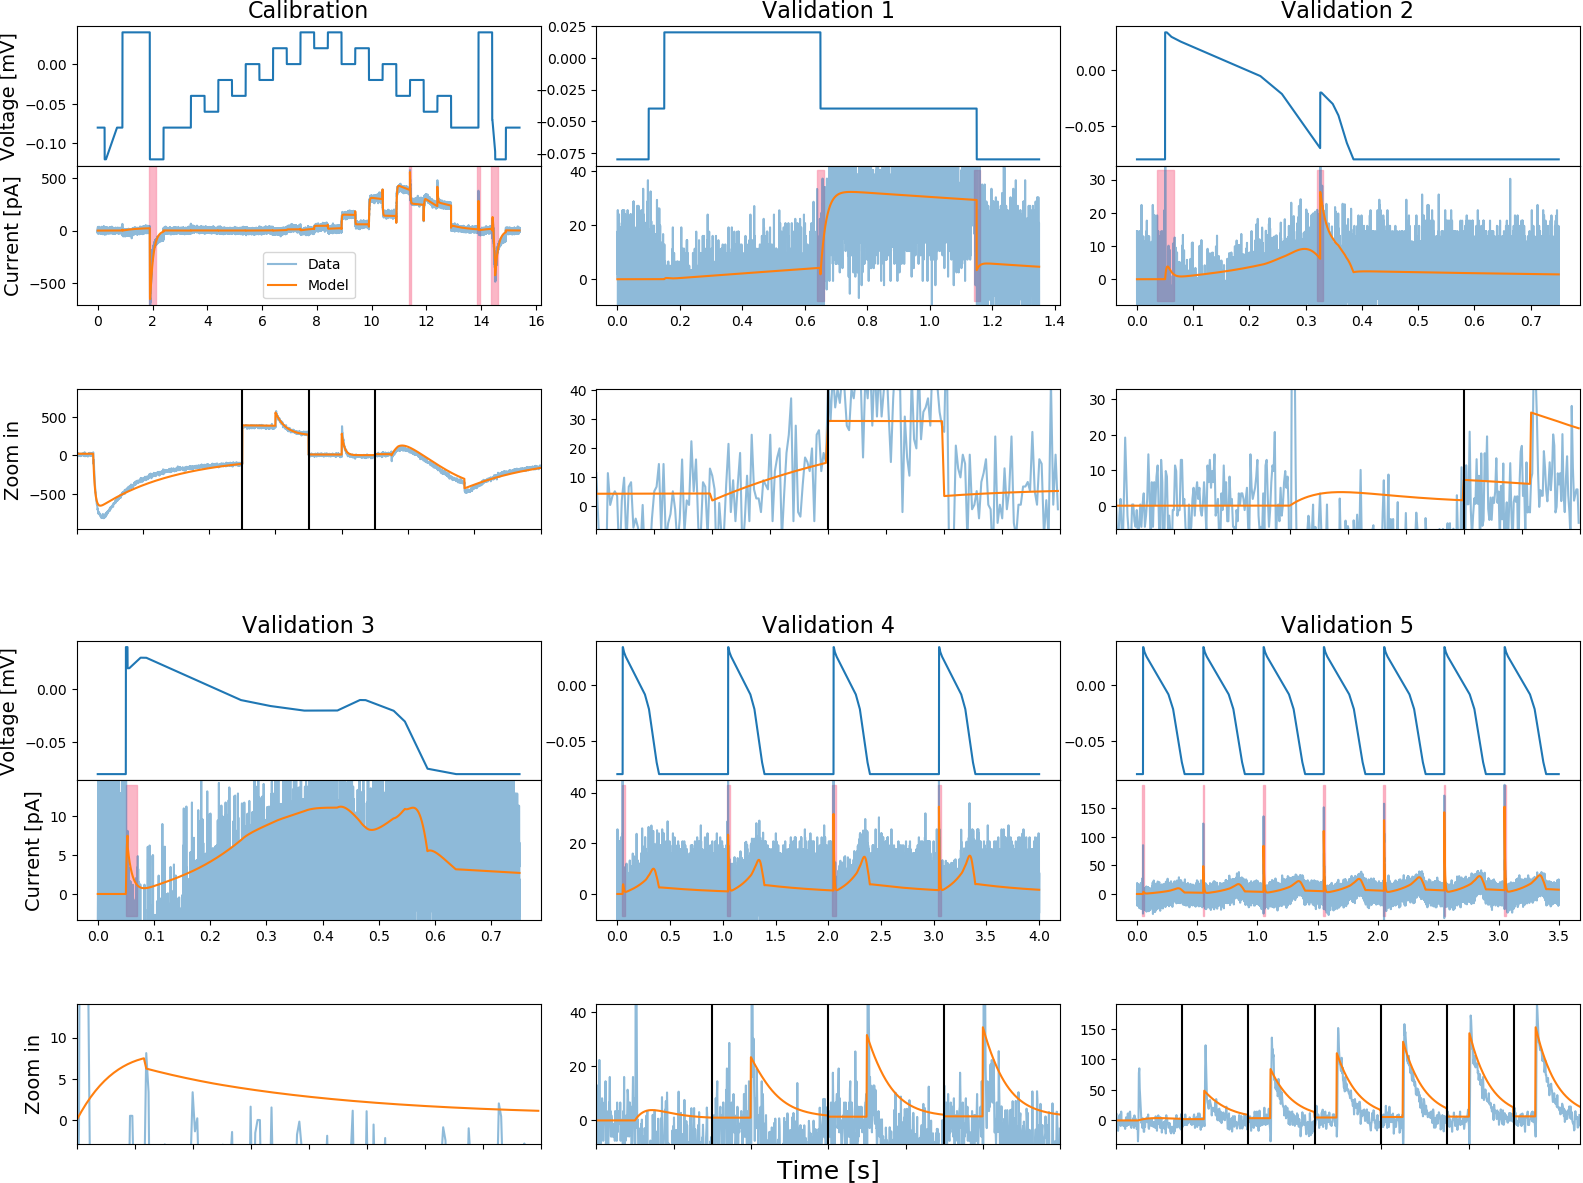 Calibration
Validation 1
Validation 2
Voltage [mV]
0.00
−0.05
−0.10
0.025
0.000
−0.025
−0.050
−0.075
0.00
−0.05
Current [pA]
500
0
−500
Data
Model
40
20
0
30
20
10
0
0 2 4 6 8 10 12 14 16
0.0 0.2 0.4 0.6 0.8 1.0 1.2 1.4
0.0 0.1 0.2 0.3 0.4 0.5 0.6 0.7
Zoom in
500
0
−500
40
30
20
10
0
30
20
10
0
Validation 3
Validation 4
Validation 5
Voltage [mV]
0.00
−0.05
0.00
−0.05
0.00
−0.05
Current [pA]
10
5
0
40
20
0
150
100
50
0
0.0 0.1 0.2 0.3 0.4 0.5 0.6 0.7
0.0 0.5 1.0 1.5 2.0 2.5 3.0 3.5 4.0
0.0 0.5 1.0 1.5 2.0 2.5 3.0 3.5
Zoom in
10
5
0
40
20
0
150
100
50
0
Time [s]